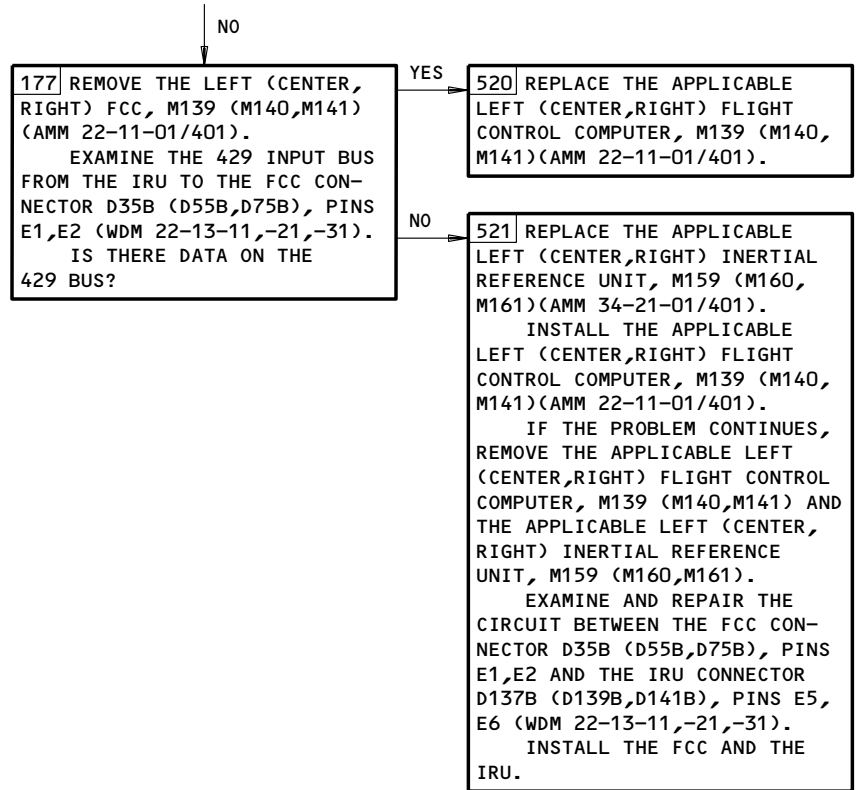 NO
177 REMOVE THE LEFT (CENTER,
RIGHT) FCC, M139 (M140,M141)
(AMM 22-11-01/401).
EXAMINE THE 429 INPUT BUS
FROM THE IRU TO THE FCC CON-
NECTOR D35B (D55B,D75B), PINS
E1,E2 (WDM 22-13-11,-21,-31).
IS THERE DATA ON THE
429 BUS?
YES
520 REPLACE THE APPLICABLE
LEFT (CENTER,RIGHT) FLIGHT
CONTROL COMPUTER, M139 (M140,
M141)(AMM 22-11-01/401).
NO
521 REPLACE THE APPLICABLE
LEFT (CENTER,RIGHT) INERTIAL
REFERENCE UNIT, M159 (M160,
M161)(AMM 34-21-01/401).
INSTALL THE APPLICABLE
LEFT (CENTER,RIGHT) FLIGHT
CONTROL COMPUTER, M139 (M140,
M141)(AMM 22-11-01/401).
IF THE PROBLEM CONTINUES,
REMOVE THE APPLICABLE LEFT
(CENTER,RIGHT) FLIGHT CONTROL
COMPUTER, M139 (M140,M141) AND
THE APPLICABLE LEFT (CENTER,
RIGHT) INERTIAL REFERENCE
UNIT, M159 (M160,M161).
EXAMINE AND REPAIR THE
CIRCUIT BETWEEN THE FCC CON-
NECTOR D35B (D55B,D75B), PINS
E1,E2 AND THE IRU CONNECTOR
D137B (D139B,D141B), PINS E5,
E6 (WDM 22-13-11,-21,-31).
INSTALL THE FCC AND THE
IRU.